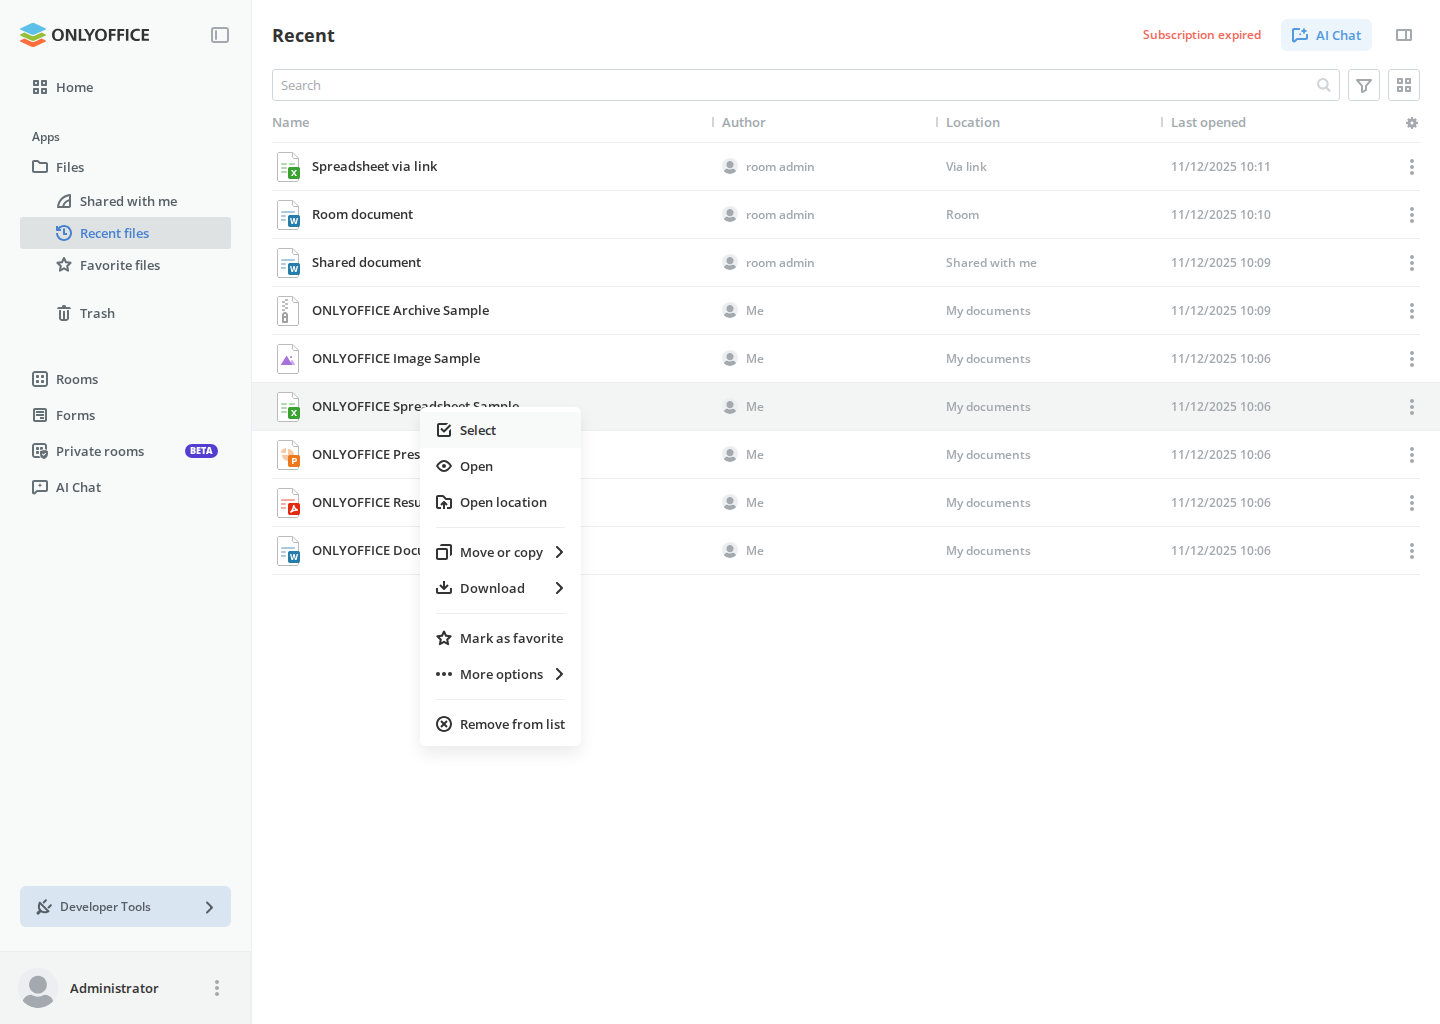 ONLYOFFICE
Home
Apps
Files
Shared with me
Recent files
Favorite files
Trash
Rooms
Forms
Private rooms BETA
AI Chat
Developer Tools
Administrator
Recent
Subscription expired
AI Chat
Search
Name Author Location Last opened
Spreadsheet via link room admin Via link 11/12/2025 10:11
Room document room admin Room 11/12/2025 10:10
Shared document room admin Shared with me 11/12/2025 10:09
ONLYOFFICE Archive Sample Me My documents 11/12/2025 10:09
ONLYOFFICE Image Sample Me My documents 11/12/2025 10:06
ONLYOFFICE Spreadsheet Sample Me My documents 11/12/2025 10:06
ONLYOFFICE Pres Me My documents 11/12/2025 10:06
ONLYOFFICE Resu Me My documents 11/12/2025 10:06
ONLYOFFICE Docu Me My documents 11/12/2025 10:06
Select
Open
Open location
Move or copy
Download
Mark as favorite
More options
Remove from list